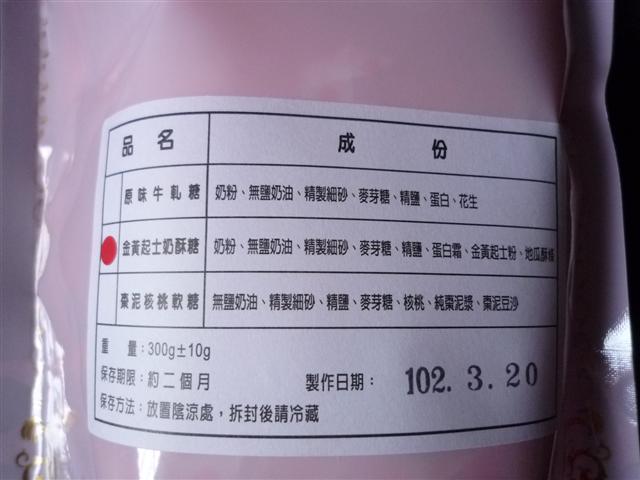 品名 成份
原味牛軋糖 奶粉、無鹽奶油、精製細砂、麥芽糖、精鹽、蛋白、花生
金黃起士奶酥糖 奶粉、無鹽奶油、精製細砂、麥芽糖、精鹽、蛋白霜、金黃起士粉、地瓜酥條
棗泥核桃軟糖 無鹽奶油、精製細砂、精鹽、麥芽糖、核桃、純棗泥漿、棗泥豆沙
重 量：300g±10g
保存期限：約二個月 製作日期： 102. 3. 20
保存方法：放置陰涼處，拆封後請冷藏